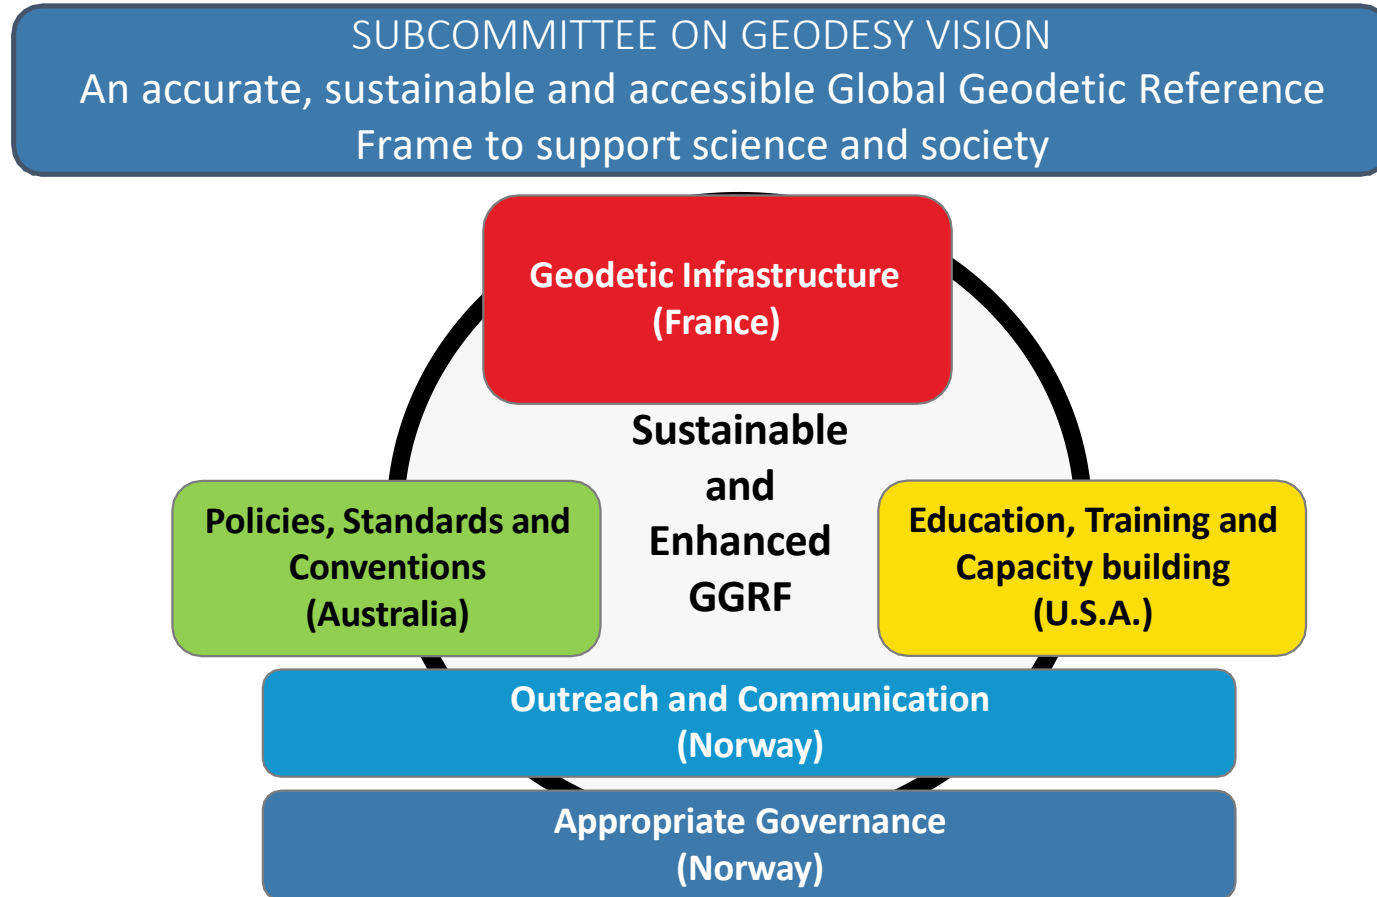 SUBCOMMITTEE ON GEODESY VISION
An accurate, sustainable and accessible Global Geodetic Reference
Frame to support science and society
Geodetic Infrastructure
(France)
Sustainable
and
Enhanced
GGRF
Policies, Standards and
Conventions
(Australia)
Education, Training and
Capacity building
(U.S.A.)
Outreach and Communication
(Norway)
Appropriate Governance
(Norway)